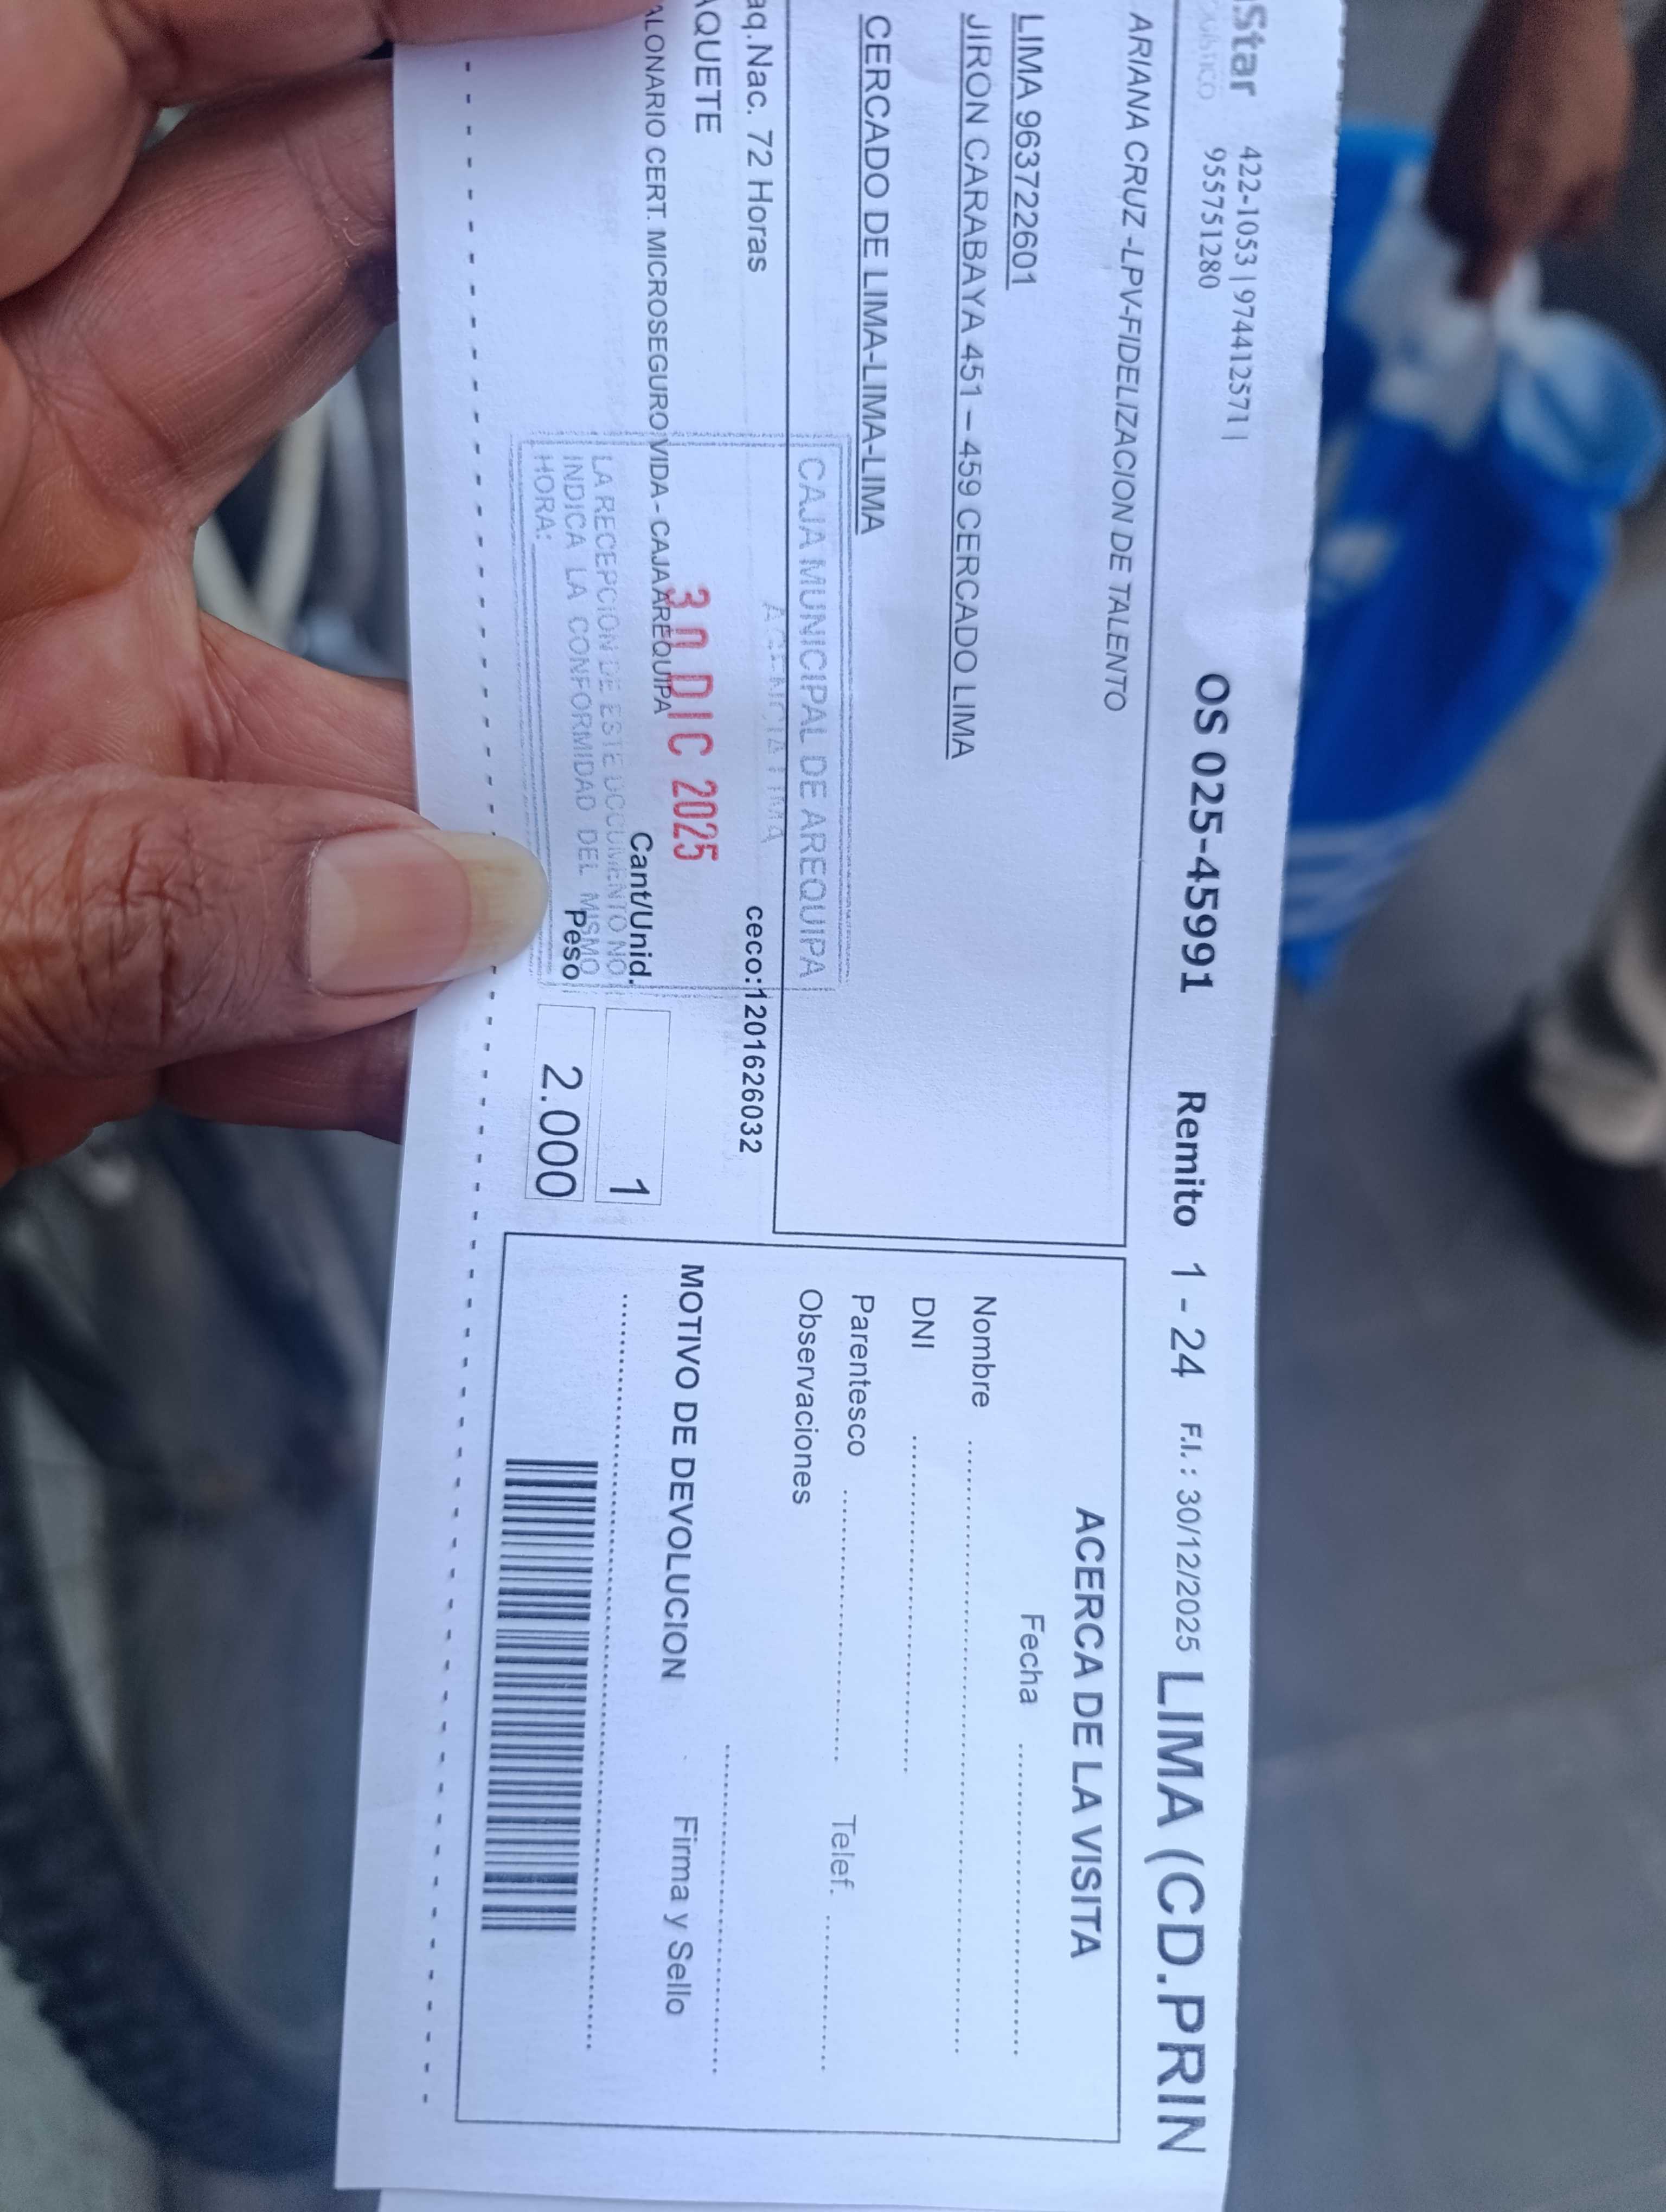 Star 422-1053 | 974412571 |
955751280
OS 025-45991 Remito 1 - 24 F.I. : 30/12/2025 LIMA (CD.PRIN
ARIANA CRUZ -LPV-FIDELIZACION DE TALENTO
LIMA 963722601
JIRON CARABAYA 451 – 459 CERCADO LIMA
CERCADO DE LIMA-LIMA-LIMA
CAJA MUNICIPAL DE AREQUIPA
AGENCIA LIMA
30 DIC 2025
LA RECEPCION DE ESTE DOCUMENTO NO
INDICA LA CONFORMIDAD DEL MISMO
HORA:
aq.Nac. 72 Horas ceco:1201626032
AQUETE
ALONARIO CERT. MICROSEGURO VIDA - CAJA AREQUIPA
Cant/Unid. 1
Peso 2.000
ACERCA DE LA VISITA
Fecha ..............................
Nombre ..............................
DNI ..............................
Parentesco .............................. Telef. ...............
Observaciones
MOTIVO DE DEVOLUCION Firma y Sello